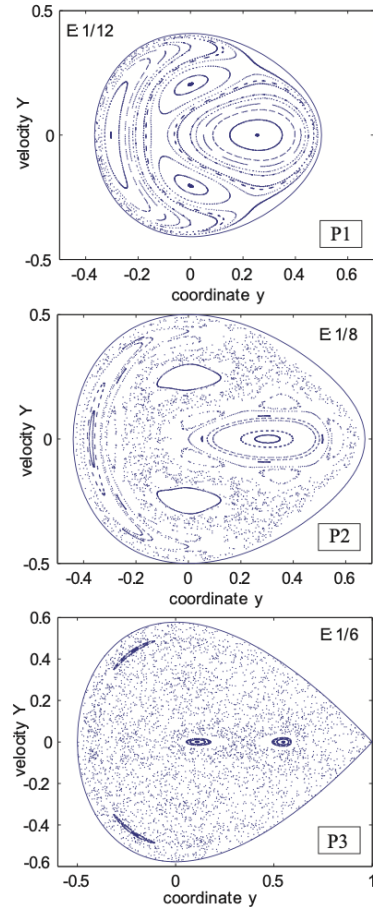 0.5
E: 1/12
velocity Y
0
P1
-0.5
-0.4 -0.2 0 0.2 0.4 0.6
coordinate y
0.5
E: 1/8
velocity Y
0
P2
-0.5
-0.4 -0.2 0 0.2 0.4 0.6
coordinate y
0.6
E: 1/6
0.4
0.2
velocity Y
0
-0.2
-0.4
P3
-0.6
-0.5 0 0.5 1
coordinate y